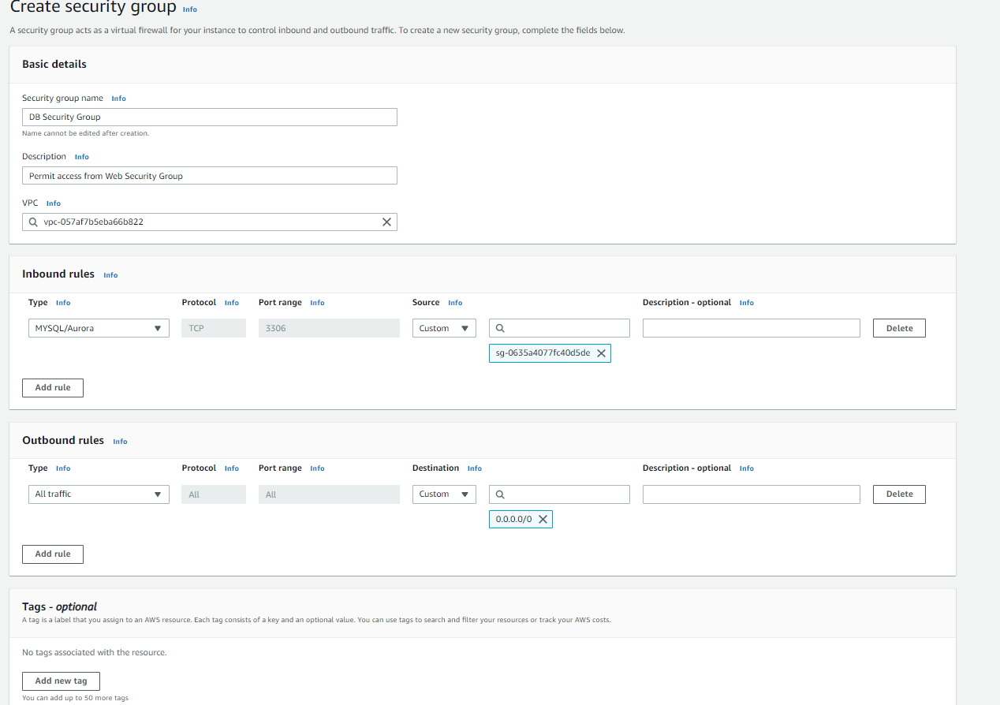 Create security group Info
A security group acts as a virtual firewall for your instance to control inbound and outbound traffic. To create a new security group, complete the fields below.
Basic details
Security group name Info
DB Security Group
Name cannot be edited after creation.
Description Info
Permit access from Web Security Group
VPC Info
vpc-057af7b5eba66b822
Inbound rules Info
Type Info Protocol Info Port range Info Source Info Description - optional Info
MYSQL/Aurora TCP 3306 Custom Delete
sg-0635a4077fc40d5de
Add rule
Outbound rules Info
Type Info Protocol Info Port range Info Destination Info Description - optional Info
All traffic All All Custom Delete
0.0.0.0/0
Add rule
Tags - optional
A tag is a label that you assign to an AWS resource. Each tag consists of a key and an optional value. You can use tags to search and filter your resources or track your AWS costs.
No tags associated with the resource.
Add new tag
You can add up to 50 more tags